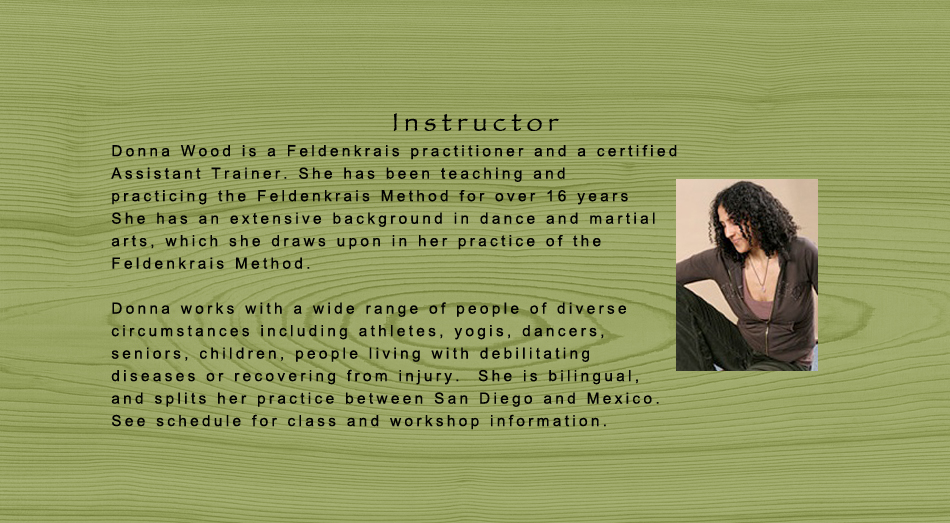 Instructor
Donna Wood is a Feldenkrais practitioner and a certified
Assistant Trainer. She has been teaching and
practicing the Feldenkrais Method for over 16 years
She has an extensive background in dance and martial
arts, which she draws upon in her practice of the
Feldenkrais Method.
Donna works with a wide range of people of diverse
circumstances including athletes, yogis, dancers,
seniors, children, people living with debilitating
diseases or recovering from injury.  She is bilingual,
and splits her practice between San Diego and Mexico.
See schedule for class and workshop information.